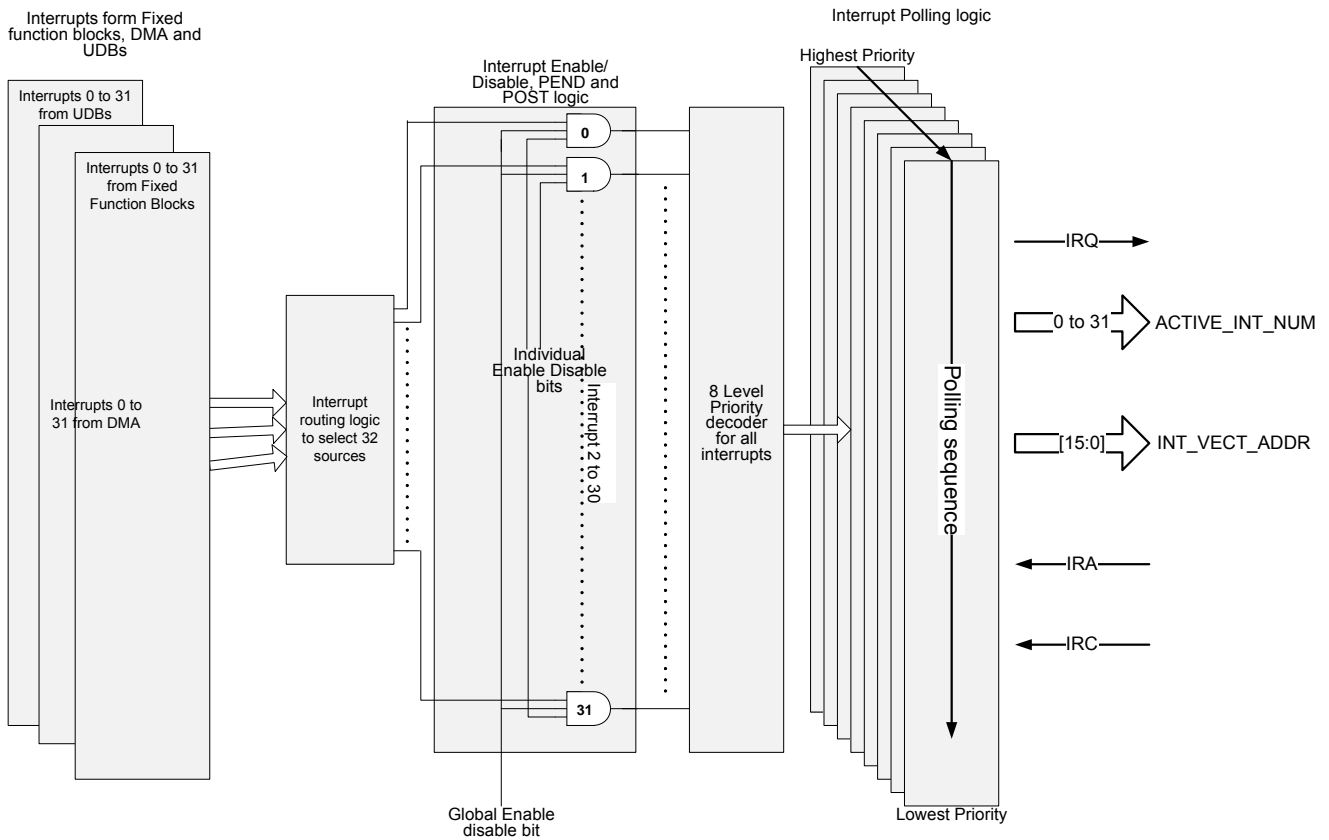 Interrupts form Fixed
function blocks, DMA and
UDBs
Interrupts 0 to 31
from UDBs
Interrupts 0 to 31
from Fixed
Function Blocks
Interrupts 0 to
31 from DMA
Interrupt
routing logic
to select 32
sources
Interrupt Enable/
Disable, PEND and
POST logic
0
1
Individual
Enable Disable
bits
Interrupt 2 to 30
31
Global Enable
disable bit
8 Level
Priority
decoder
for all
interrupts
Interrupt Polling logic
Highest Priority
Polling sequence
Lowest Priority
IRQ
0 to 31
ACTIVE_INT_NUM
[15:0]
INT_VECT_ADDR
IRA
IRC